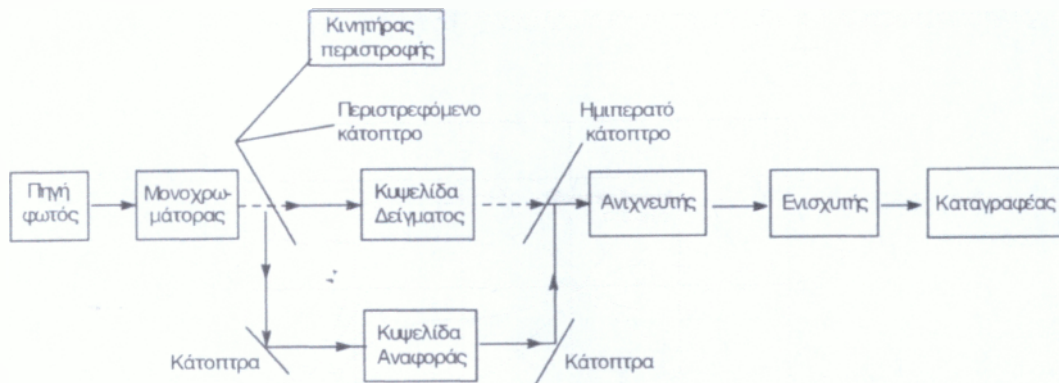 Κινητήρας
περιστροφής
Περιστρεφόμενο
κάτοπτρο
Ημιπερατό
κάτοπτρο
Πηγή
φωτός
Μονοχρω-
μάτορας
Κυψελίδα
Δείγματος
Ανιχνευτής
Ενισχυτής
Καταγραφέας
Κάτοπτρα
Κυψελίδα
Αναφοράς
Κάτοπτρα